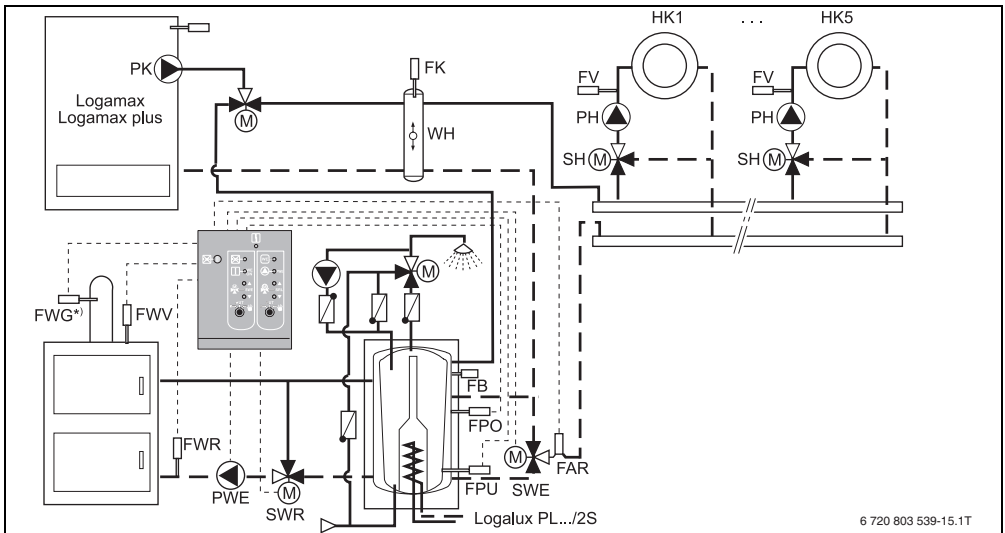 HK1 . . . HK5
PK
FK
FV
FV
Logamax
Logamax plus
M
WH
PH
PH
SH M
SH M
M
FWG*)
FWV
FB
FPO
FWR
M
FAR
FPU
PWE
M
SWR
SWE
Logalux PL.../2S
6 720 803 539-15.1T